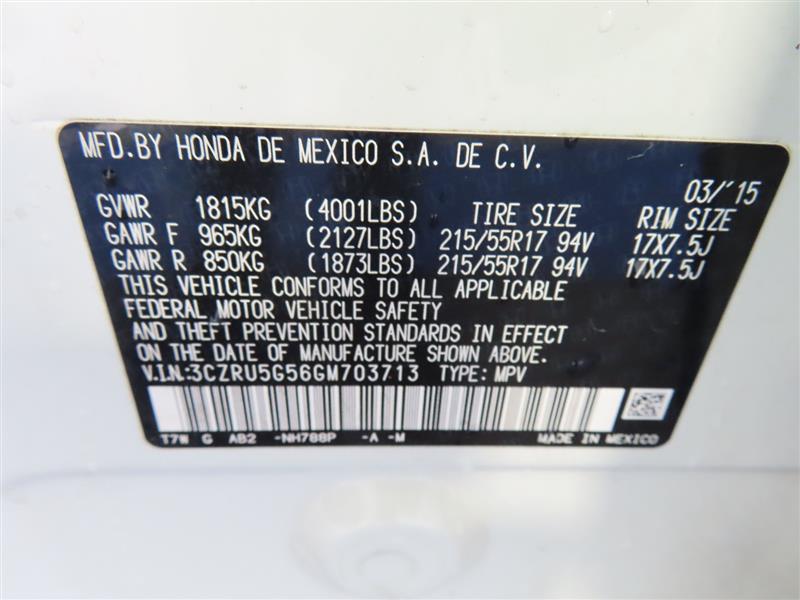 MFD.BY HONDA DE MEXICO S.A. DE C.V.
03/'15
GVWR 1815KG (4001LBS) TIRE SIZE RIM SIZE
GAWR F 965KG (2127LBS) 215/55R17 94V 17X7.5J
GAWR R 850KG (1873LBS) 215/55R17 94V 17X7.5J
THIS VEHICLE CONFORMS TO ALL APPLICABLE
FEDERAL MOTOR VEHICLE SAFETY
AND THEFT PREVENTION STANDARDS IN EFFECT
ON THE DATE OF MANUFACTURE SHOWN ABOVE.
V.I.N.:3CZRU5G56GM703713 TYPE: MPV
T7W G AB2 -NH788P -A -M MADE IN MEXICO